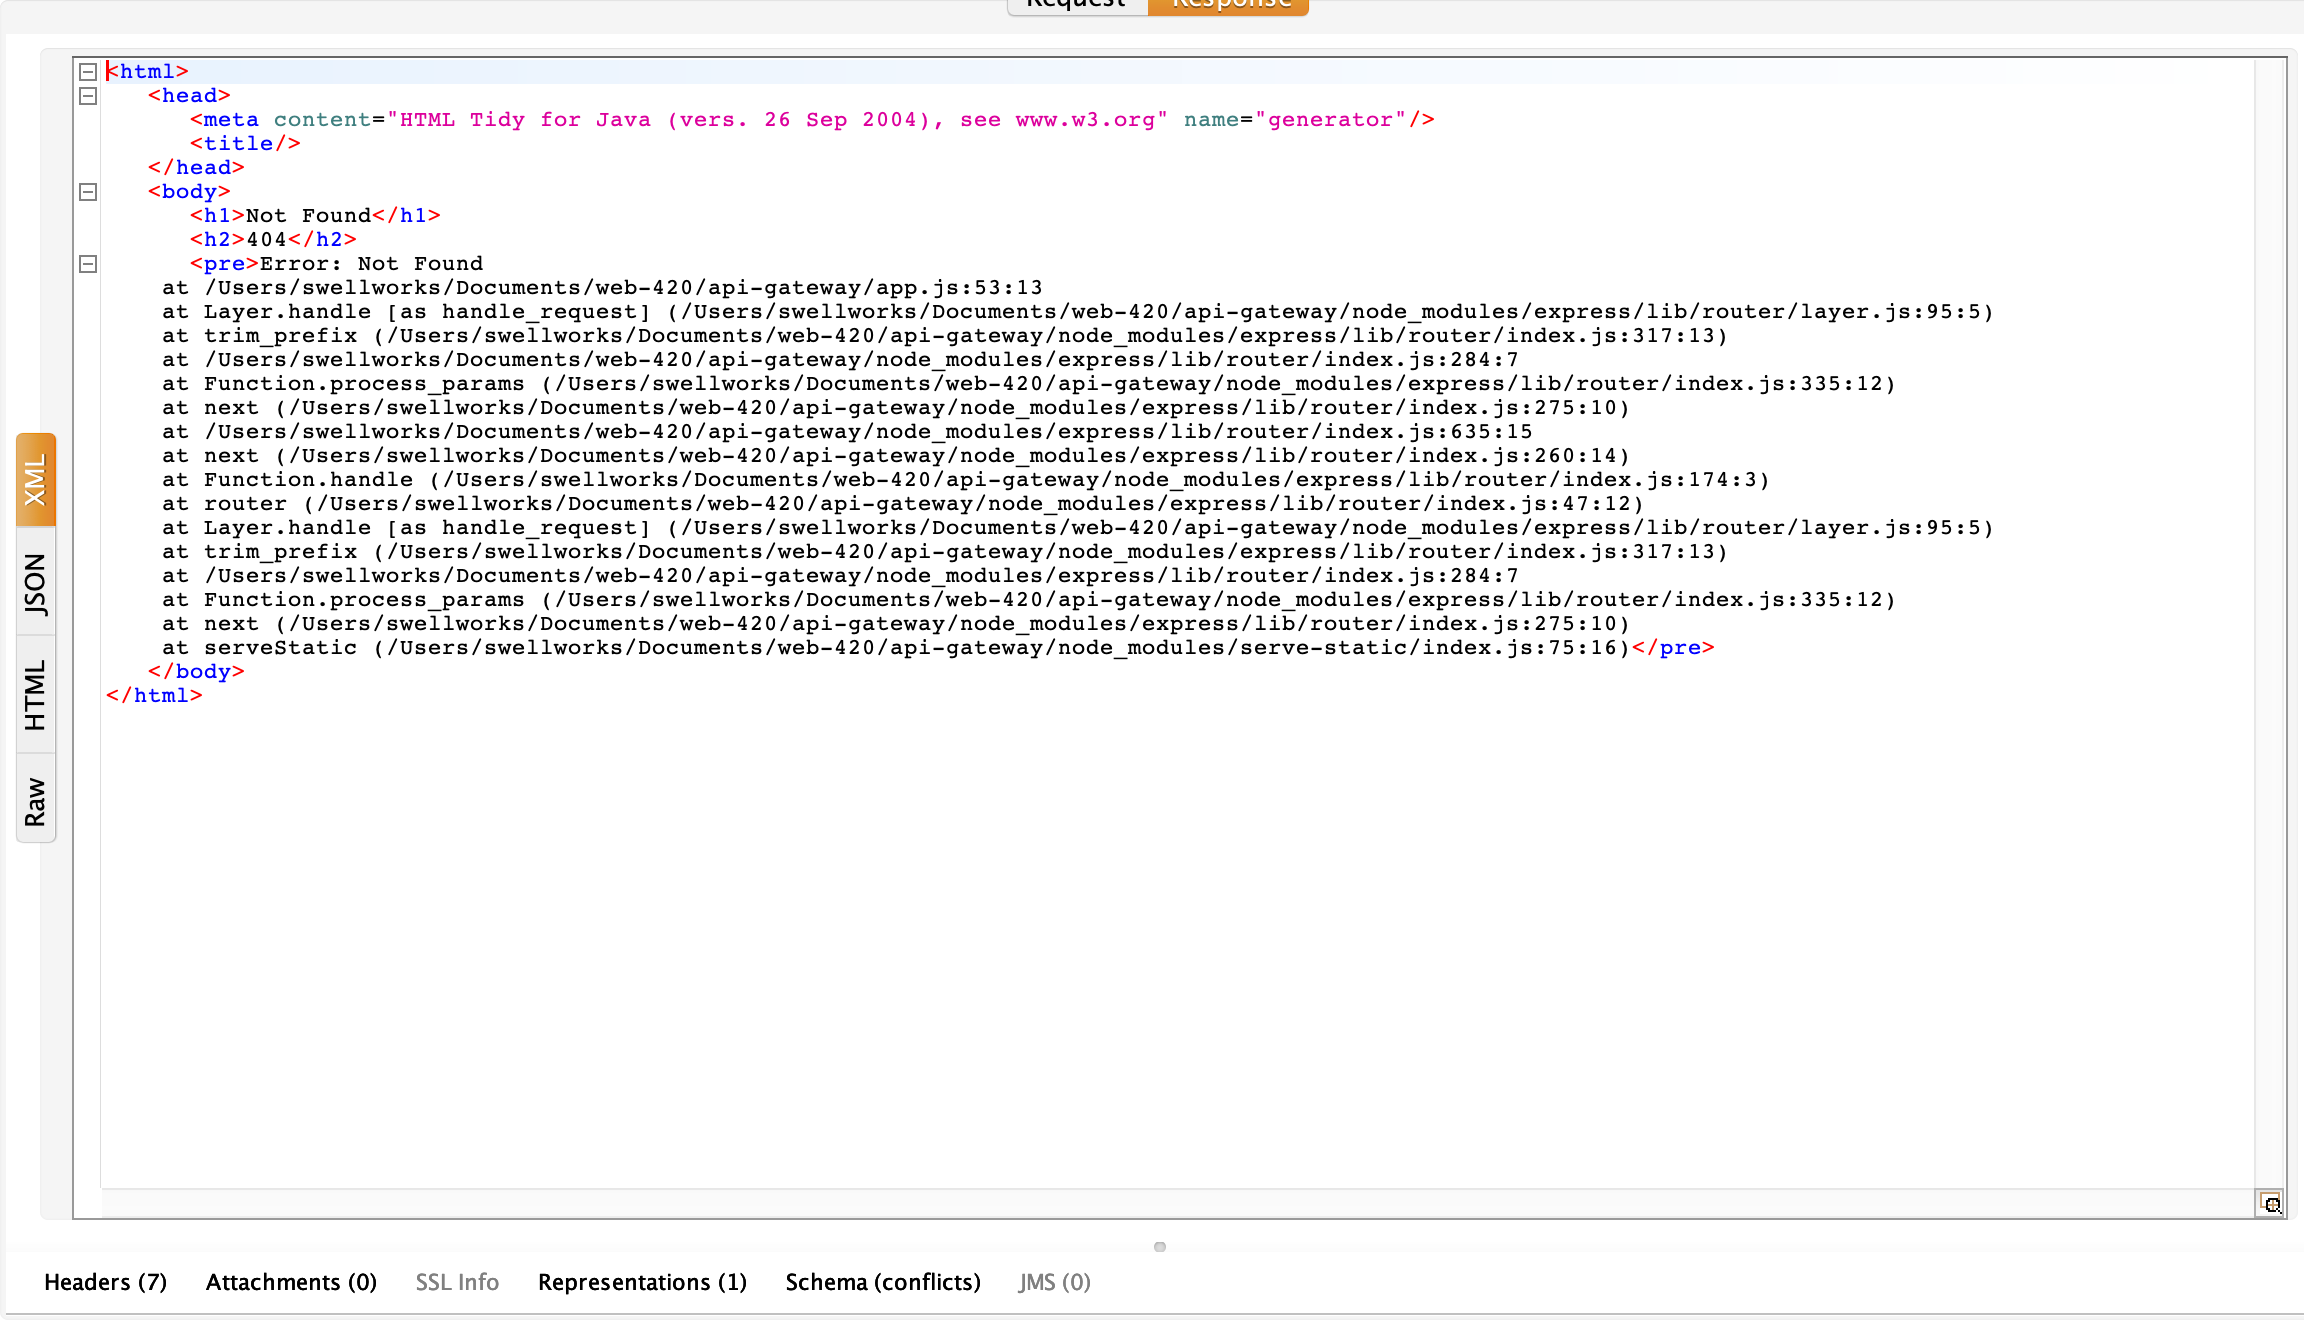 Request Response
<html>
<head>
<meta content="HTML Tidy for Java (vers. 26 Sep 2004), see www.w3.org" name="generator"/>
<title/>
</head>
<body>
<h1>Not Found</h1>
<h2>404</h2>
<pre>Error: Not Found
at /Users/swellworks/Documents/web-420/api-gateway/app.js:53:13
at Layer.handle [as handle_request] (/Users/swellworks/Documents/web-420/api-gateway/node_modules/express/lib/router/layer.js:95:5)
at trim_prefix (/Users/swellworks/Documents/web-420/api-gateway/node_modules/express/lib/router/index.js:317:13)
at /Users/swellworks/Documents/web-420/api-gateway/node_modules/express/lib/router/index.js:284:7
at Function.process_params (/Users/swellworks/Documents/web-420/api-gateway/node_modules/express/lib/router/index.js:335:12)
at next (/Users/swellworks/Documents/web-420/api-gateway/node_modules/express/lib/router/index.js:275:10)
at /Users/swellworks/Documents/web-420/api-gateway/node_modules/express/lib/router/index.js:635:15
at next (/Users/swellworks/Documents/web-420/api-gateway/node_modules/express/lib/router/index.js:260:14)
at Function.handle (/Users/swellworks/Documents/web-420/api-gateway/node_modules/express/lib/router/index.js:174:3)
at router (/Users/swellworks/Documents/web-420/api-gateway/node_modules/express/lib/router/index.js:47:12)
at Layer.handle [as handle_request] (/Users/swellworks/Documents/web-420/api-gateway/node_modules/express/lib/router/layer.js:95:5)
at trim_prefix (/Users/swellworks/Documents/web-420/api-gateway/node_modules/express/lib/router/index.js:317:13)
at /Users/swellworks/Documents/web-420/api-gateway/node_modules/express/lib/router/index.js:284:7
at Function.process_params (/Users/swellworks/Documents/web-420/api-gateway/node_modules/express/lib/router/index.js:335:12)
at next (/Users/swellworks/Documents/web-420/api-gateway/node_modules/express/lib/router/index.js:275:10)
at serveStatic (/Users/swellworks/Documents/web-420/api-gateway/node_modules/serve-static/index.js:75:16)</pre>
</body>
</html>
XML
JSON
HTML
Raw
Headers (7) Attachments (0) SSL Info Representations (1) Schema (conflicts) JMS (0)